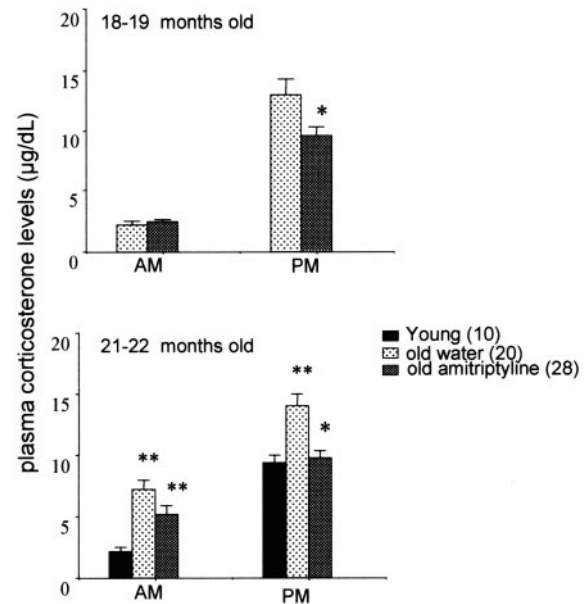 18-19 months old
20
15
10
5
0
*
AM
PM
plasma corticosterone levels (µg/dL)
21-22 months old
20
15
10
5
0
**
**
**
*
AM
PM
Young (10)
old water (20)
old amitriptyline (28)